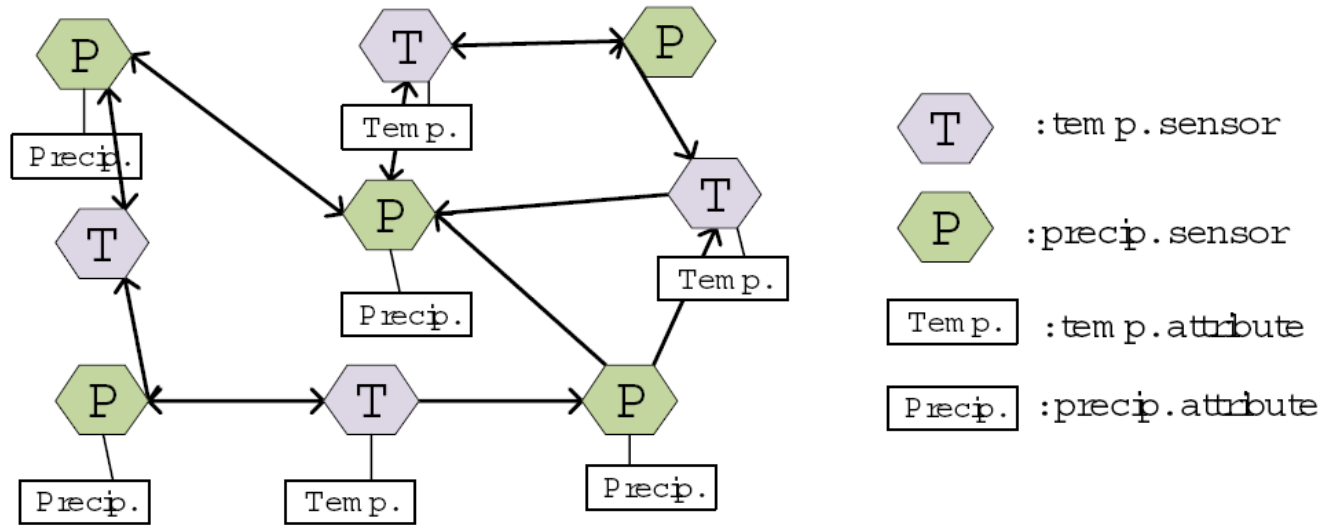 P
T
P
T
:temp.sensor
Precip.
Temp.
P
T
P
:precip.sensor
T
Temp.
Precip.
Temp.
:temp.attribute
P
T
P
Precip.
:precip.attribute
Precip.
Temp.
Precip.